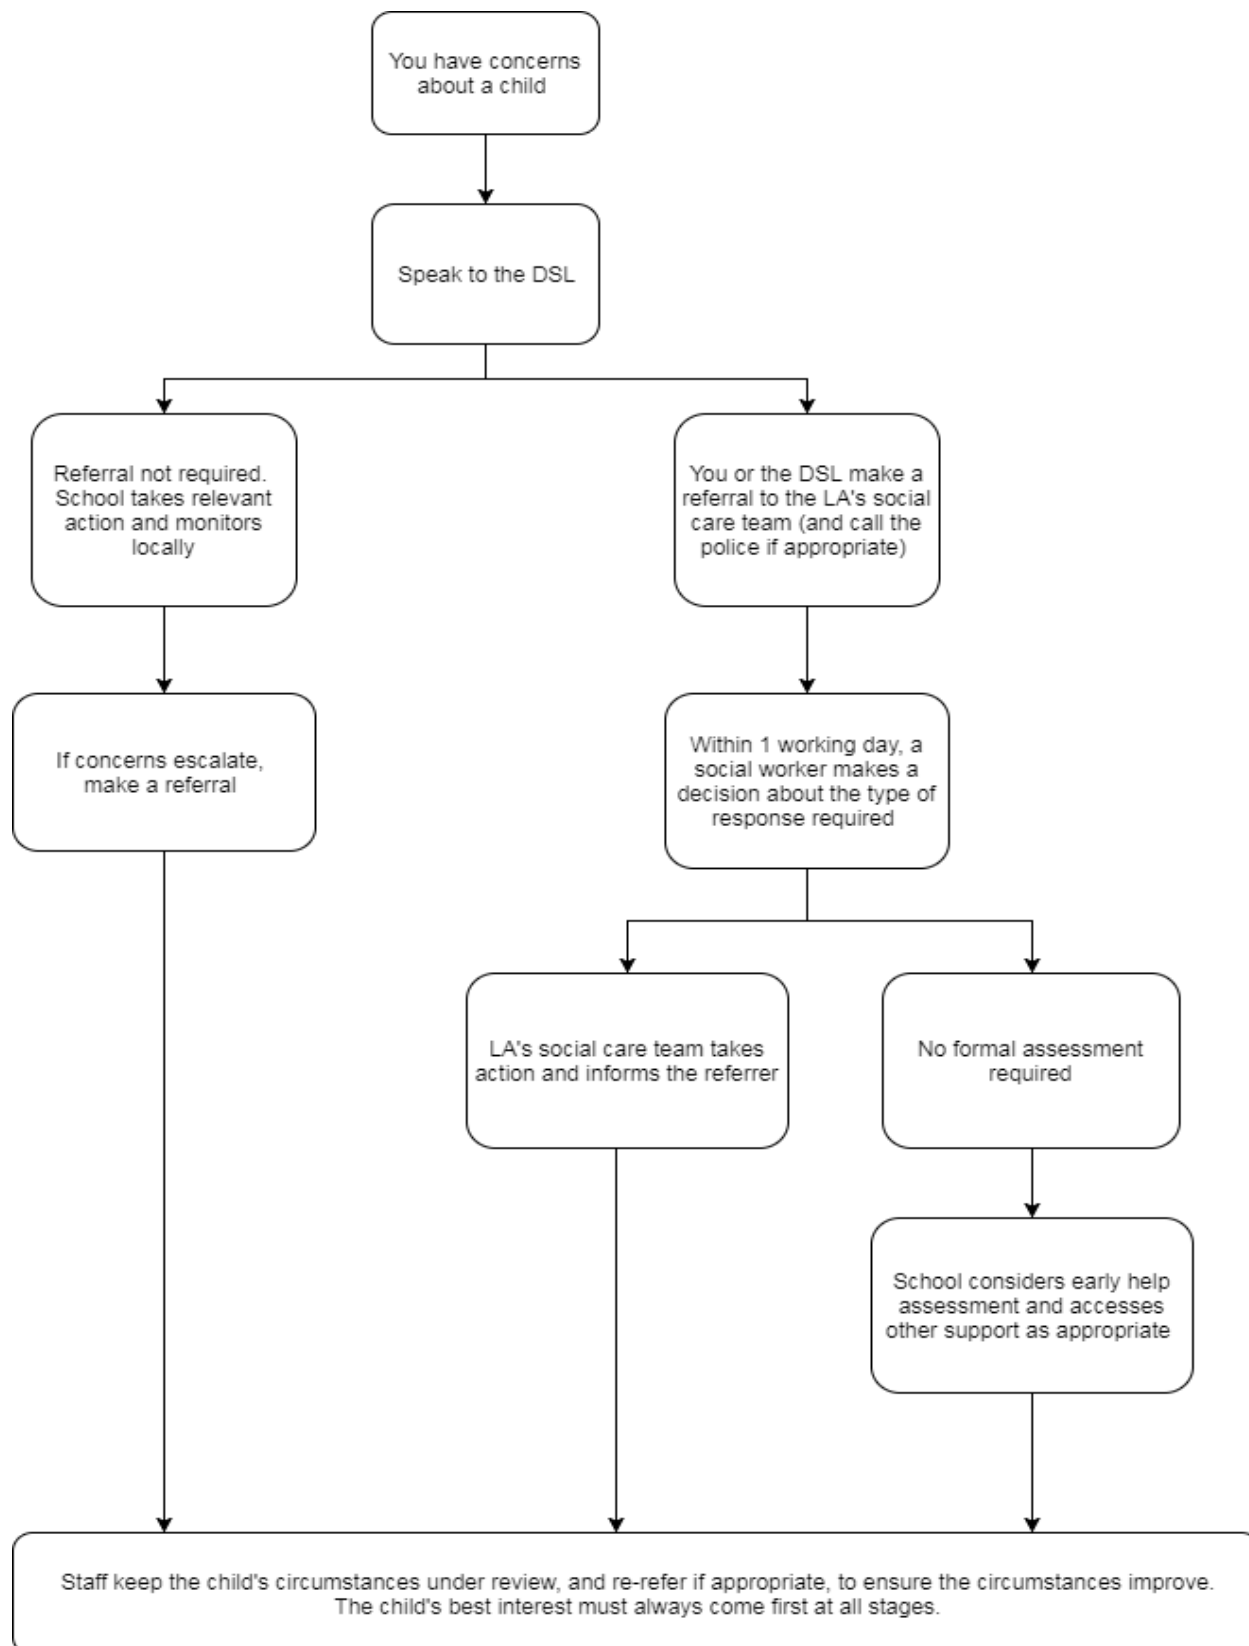 You have concerns
about a child
Speak to the DSL
Referral not required.
School takes relevant
action and monitors
locally
You or the DSL make a
referral to the LA's social
care team (and call the
police if appropriate)
If concerns escalate,
make a referral
Within 1 working day, a
social worker makes a
decision about the type of
response required
LA's social care team takes
action and informs the referrer
No formal assessment
required
School considers early help
assessment and accesses
other support as appropriate
Staff keep the child's circumstances under review, and re-refer if appropriate, to ensure the circumstances improve.
The child's best interest must always come first at all stages.